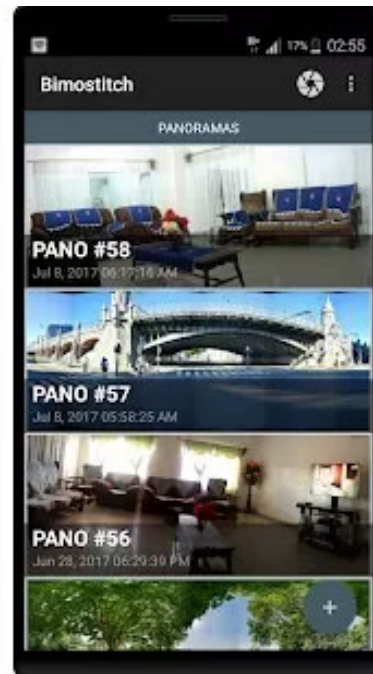 17% 02:55
Bimostitch
PANORAMAS
PANO #58
Jul 8, 2017 06:17:16 AM
PANO #57
Jul 8, 2017 05:58:25 AM
PANO #56
Jun 28, 2017 06:29:39 PM
+